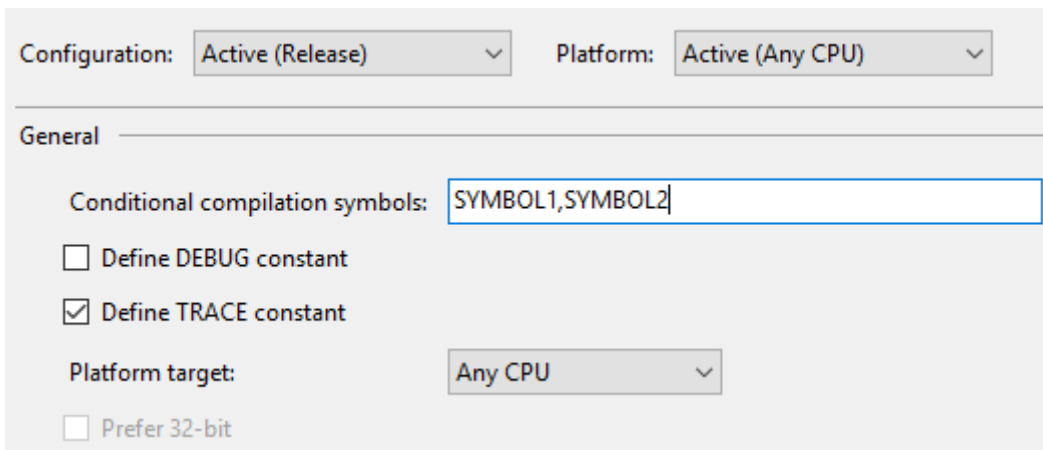 Configuration: Active (Release) Platform: Active (Any CPU)
General
Conditional compilation symbols: SYMBOL1,SYMBOL2
Define DEBUG constant
Define TRACE constant
Platform target: Any CPU
Prefer 32-bit